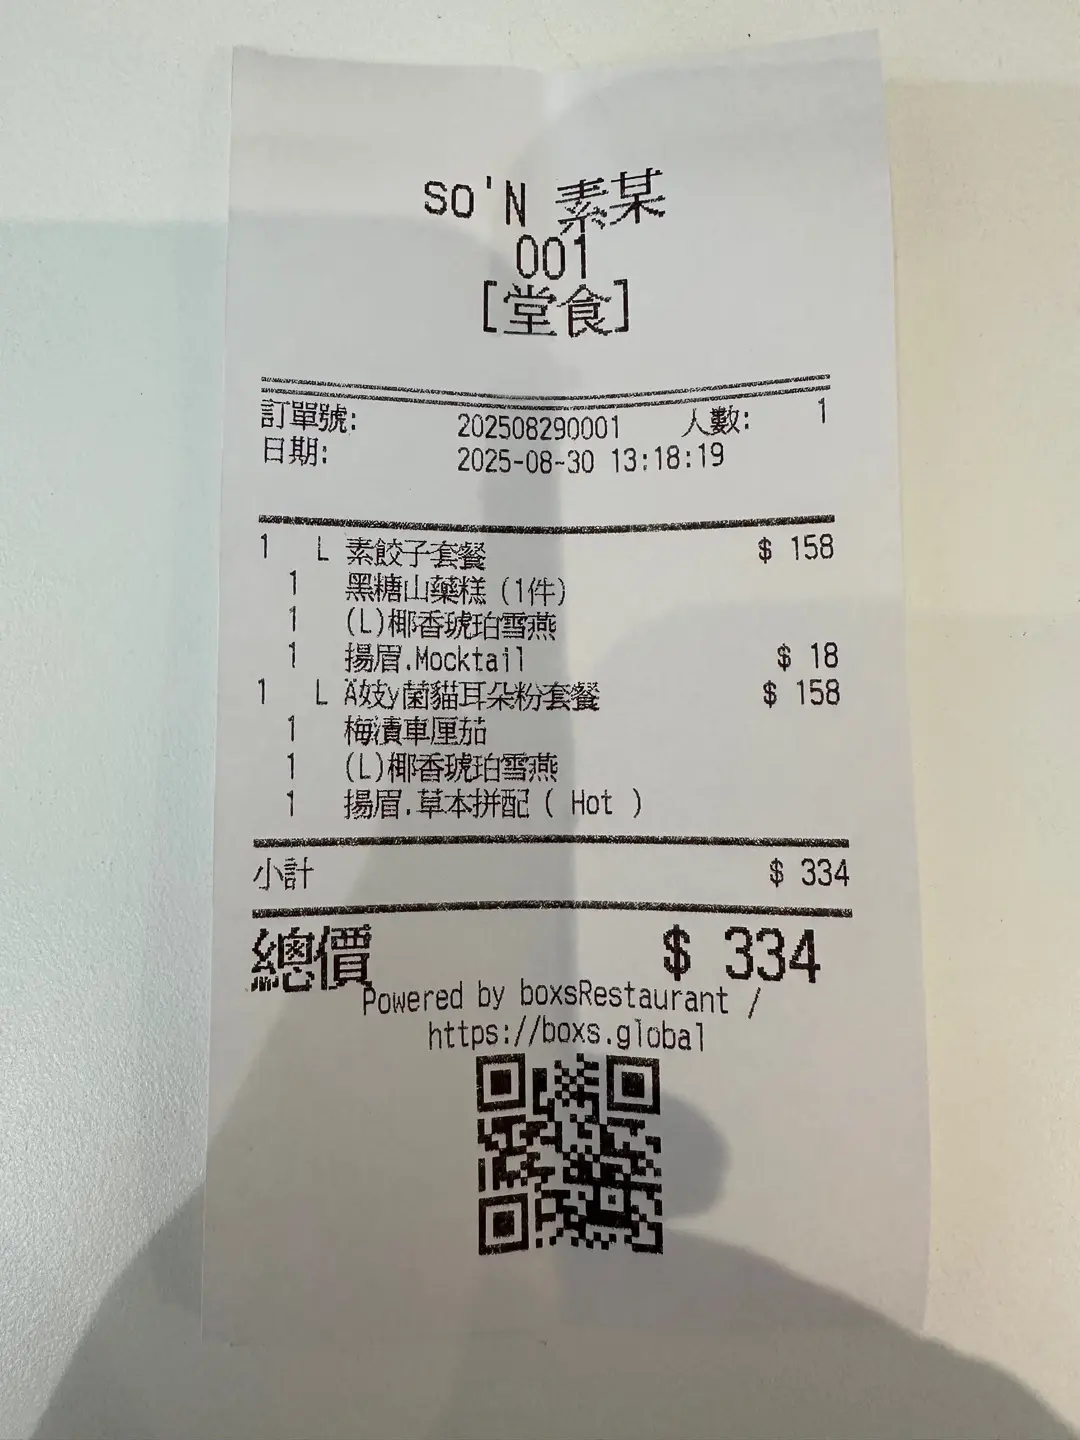 so'N 素某
001
[堂食]
訂單號: 202508290001 人數: 1
日期: 2025-08-30 13:18:19
1 L 素餃子套餐 $ 158
1 黑糖山藥糕 (1件)
1 (L)椰香琥珀雪燕
1 揚眉.Mocktail $ 18
1 L Ä妓y菌貓耳朵粉套餐 $ 158
1 梅漬車厘茄
1 (L)椰香琥珀雪燕
1 揚眉.草本拼配 ( Hot )
小計 $ 334
總價 $ 334
Powered by boxsRestaurant /
https://boxs.global